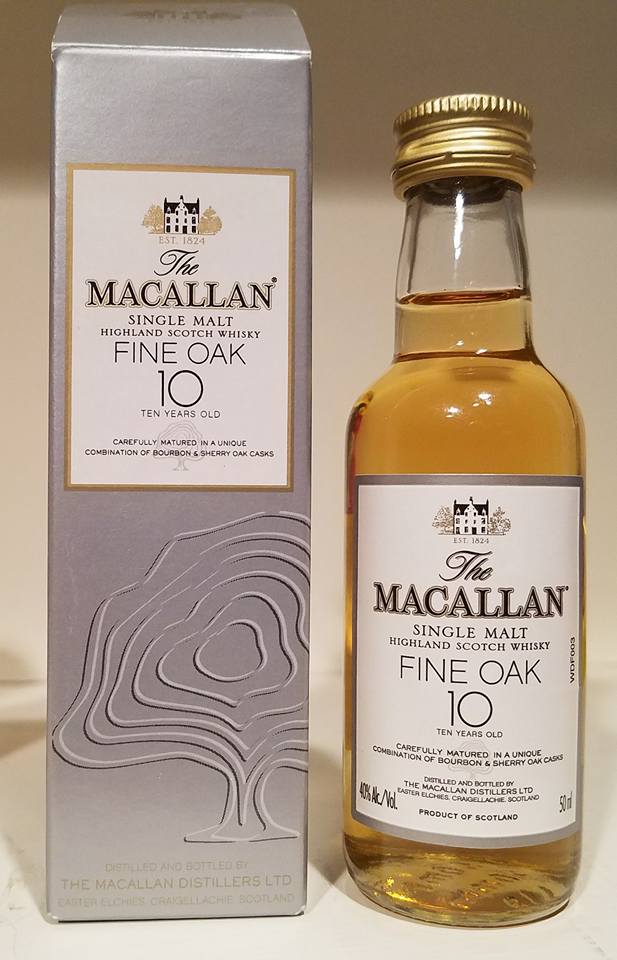 EST. 1824
The
MACALLAN®
SINGLE MALT
HIGHLAND SCOTCH WHISKY
FINE OAK
10
TEN YEARS OLD
CAREFULLY MATURED IN A UNIQUE
COMBINATION OF BOURBON & SHERRY OAK CASKS
DISTILLED AND BOTTLED BY
THE MACALLAN DISTILLERS LTD
EASTER ELCHIES, CRAIGELLACHIE, SCOTLAND
EST. 1824
The
MACALLAN®
SINGLE MALT
HIGHLAND SCOTCH WHISKY
WDF003
FINE OAK
10
TEN YEARS OLD
CAREFULLY MATURED IN A UNIQUE
COMBINATION OF BOURBON & SHERRY OAK CASKS
DISTILLED AND BOTTLED BY
THE MACALLAN DISTILLERS LTD
EASTER ELCHIES, CRAIGELLACHIE, SCOTLAND
40% Alc./Vol.
50 ml
PRODUCT OF SCOTLAND